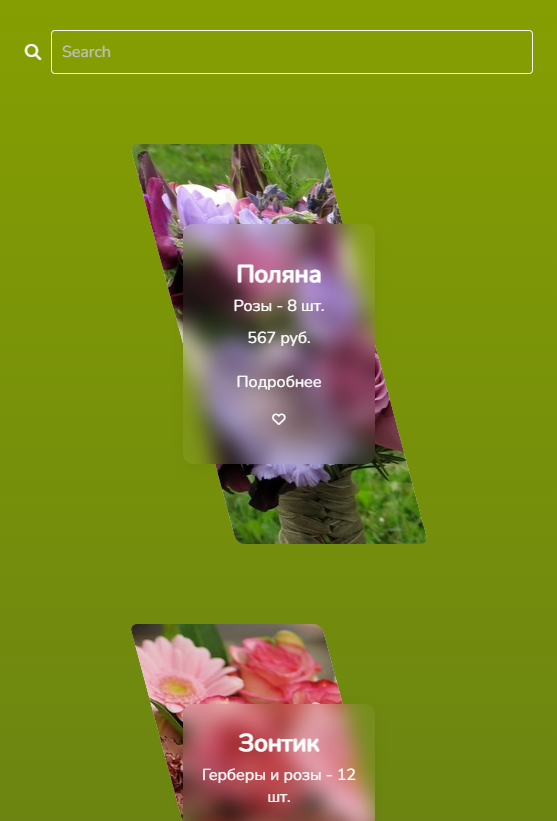 Search
Поляна
Розы - 8 шт.
567 руб.
Подробнее
Зонтик
Герберы и розы - 12
шт.